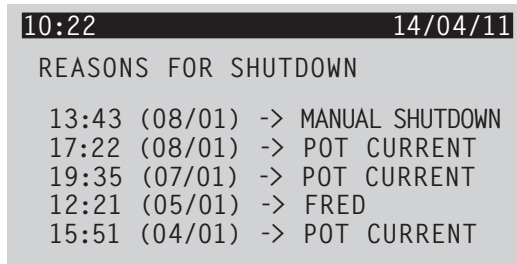 10:22 14/04/11
REASONS FOR SHUTDOWN
13:43 (08/01) -> MANUAL SHUTDOWN
17:22 (08/01) -> POT CURRENT
19:35 (07/01) -> POT CURRENT
12:21 (05/01) -> FRED
15:51 (04/01) -> POT CURRENT